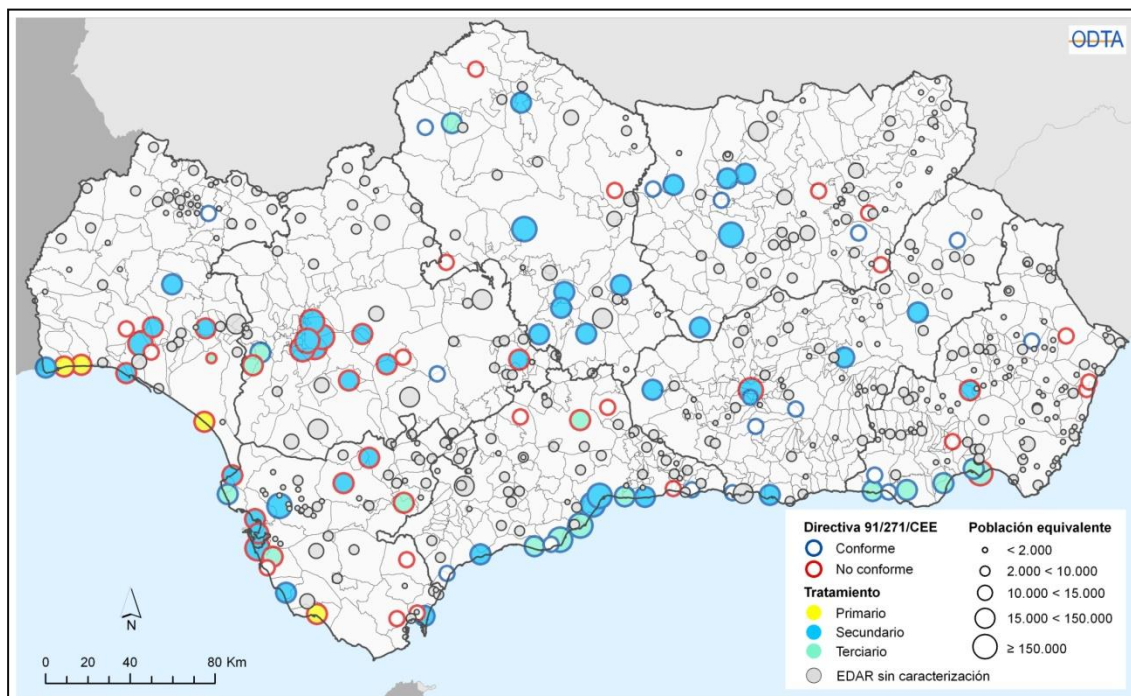 ODTA
Directiva 91/271/CEE
Conforme
No conforme
Tratamiento
Primario
Secundario
Terciario
EDAR sin caracterización
Población equivalente
< 2.000
2.000 < 10.000
10.000 < 15.000
15.000 < 150.000
≥ 150.000
N
0 20 40 80 Km